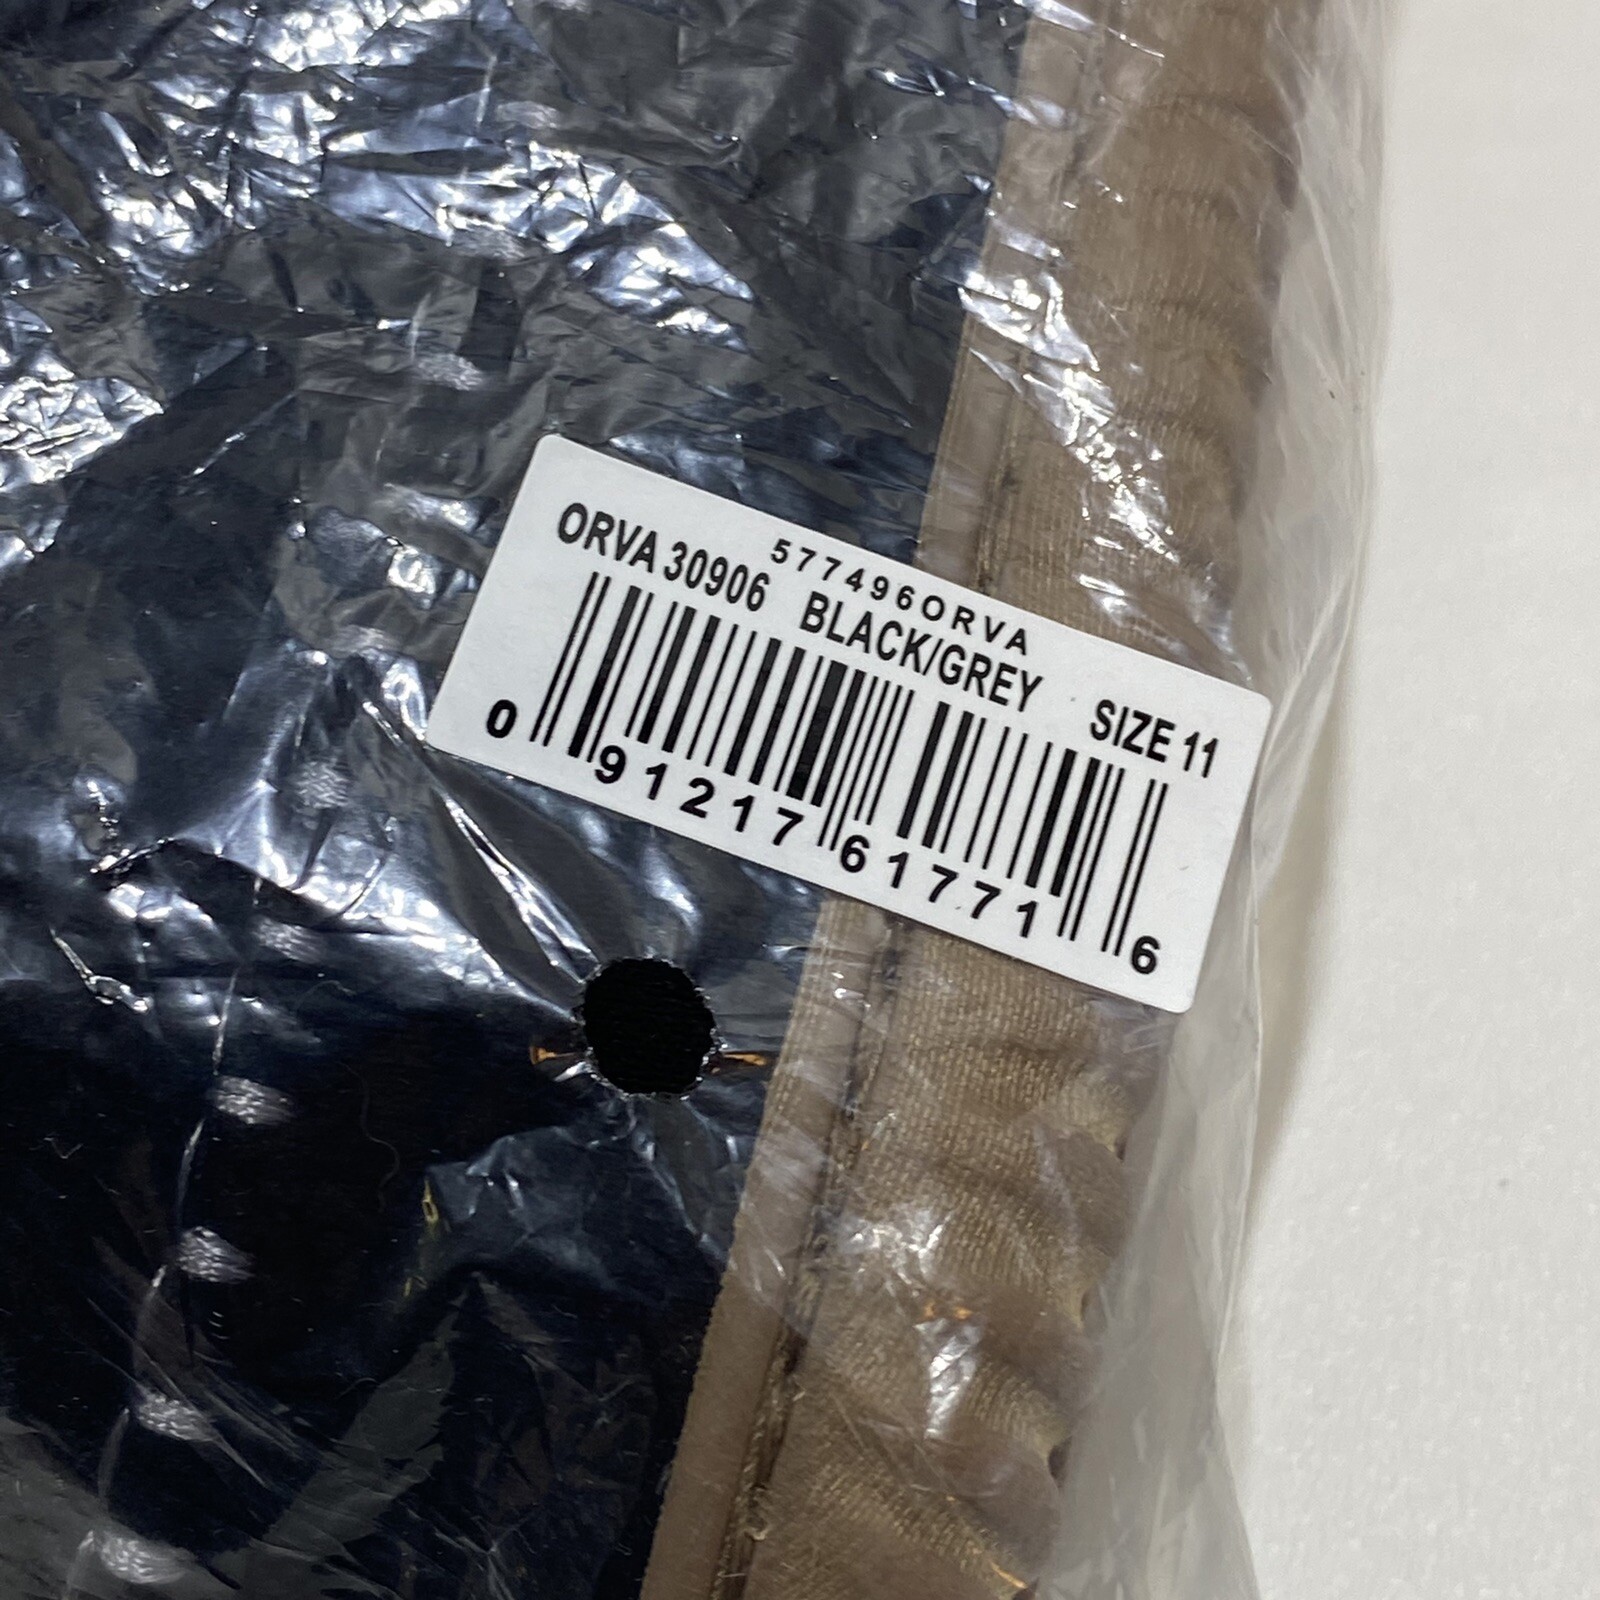 577496ORVA
ORVA 30906 BLACK/GREY SIZE 11
0 91217 61771 6